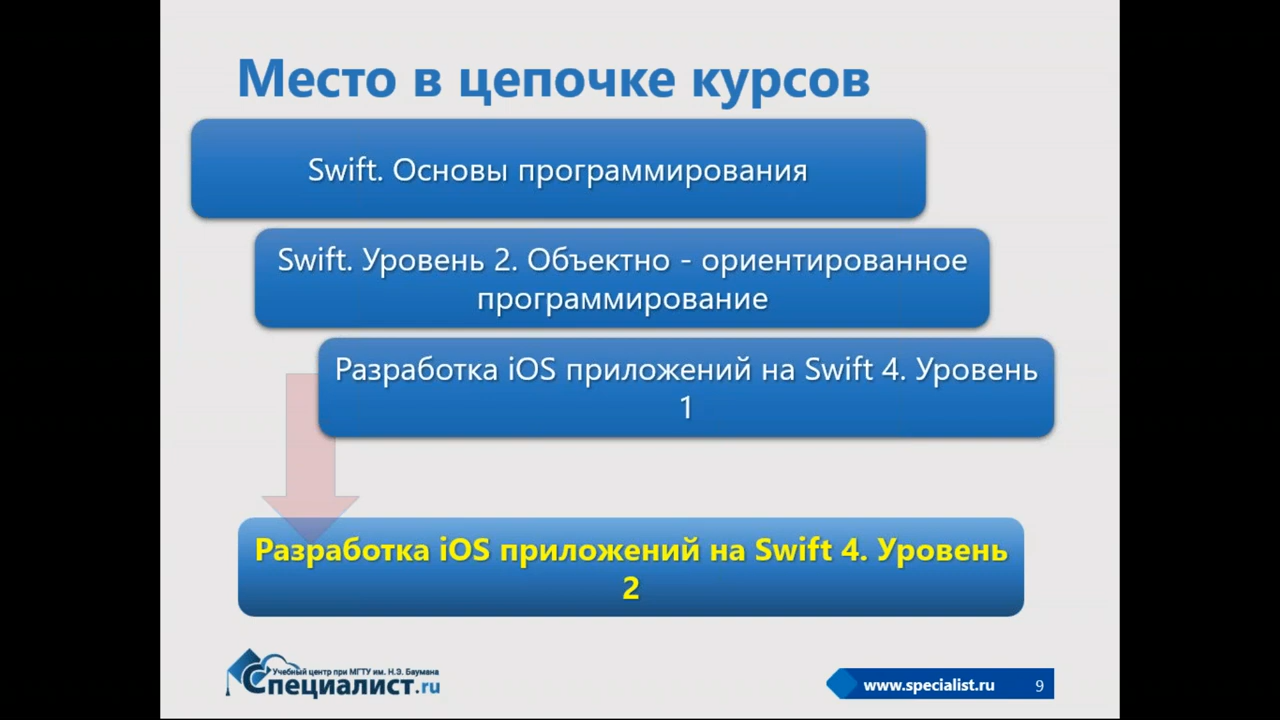 Место в цепочке курсов
Swift. Основы программирования
Swift. Уровень 2. Объектно - ориентированное
программирование
Разработка iOS приложений на Swift 4. Уровень
1
Разработка iOS приложений на Swift 4. Уровень
2
Учебный центр при МГТУ им. Н.Э. Баумана
Специалист.ru
www.specialist.ru 9